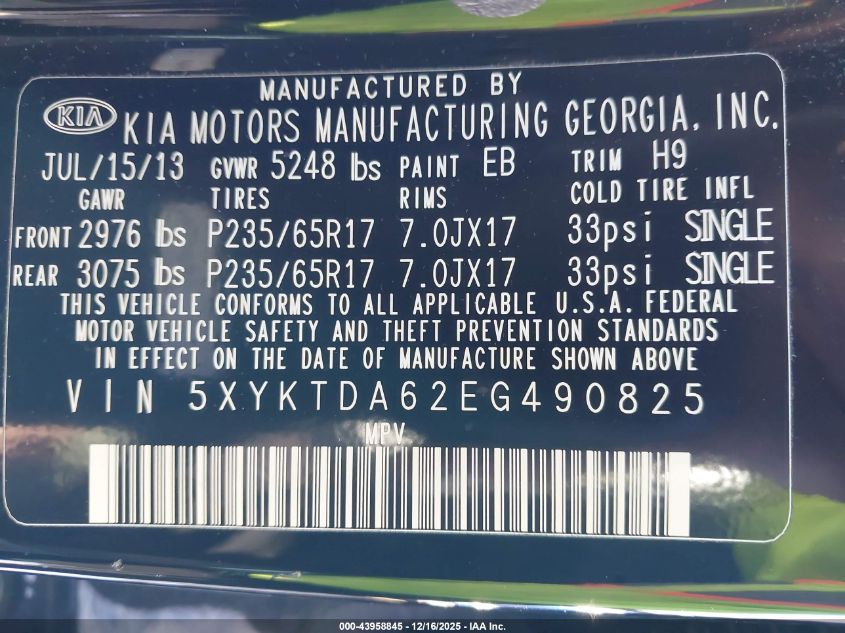 MANUFACTURED BY
KIA KIA MOTORS MANUFACTURING GEORGIA, INC.
JUL/15/13 GVWR 5248 lbs PAINT EB TRIM H9
GAWR TIRES RIMS COLD TIRE INFL
FRONT 2976 lbs P235/65R17 7.0JX17 33psi SINGLE
REAR 3075 lbs P235/65R17 7.0JX17 33psi SINGLE
THIS VEHICLE CONFORMS TO ALL APPLICABLE U.S.A. FEDERAL
MOTOR VEHICLE SAFETY AND THEFT PREVENTION STANDARDS
IN EFFECT ON THE DATE OF MANUFACTURE SHOWN ABOVE
VIN 5XYKTDA62EG490825
MPV
000-43958845 - 12/16/2025 - IAA Inc.